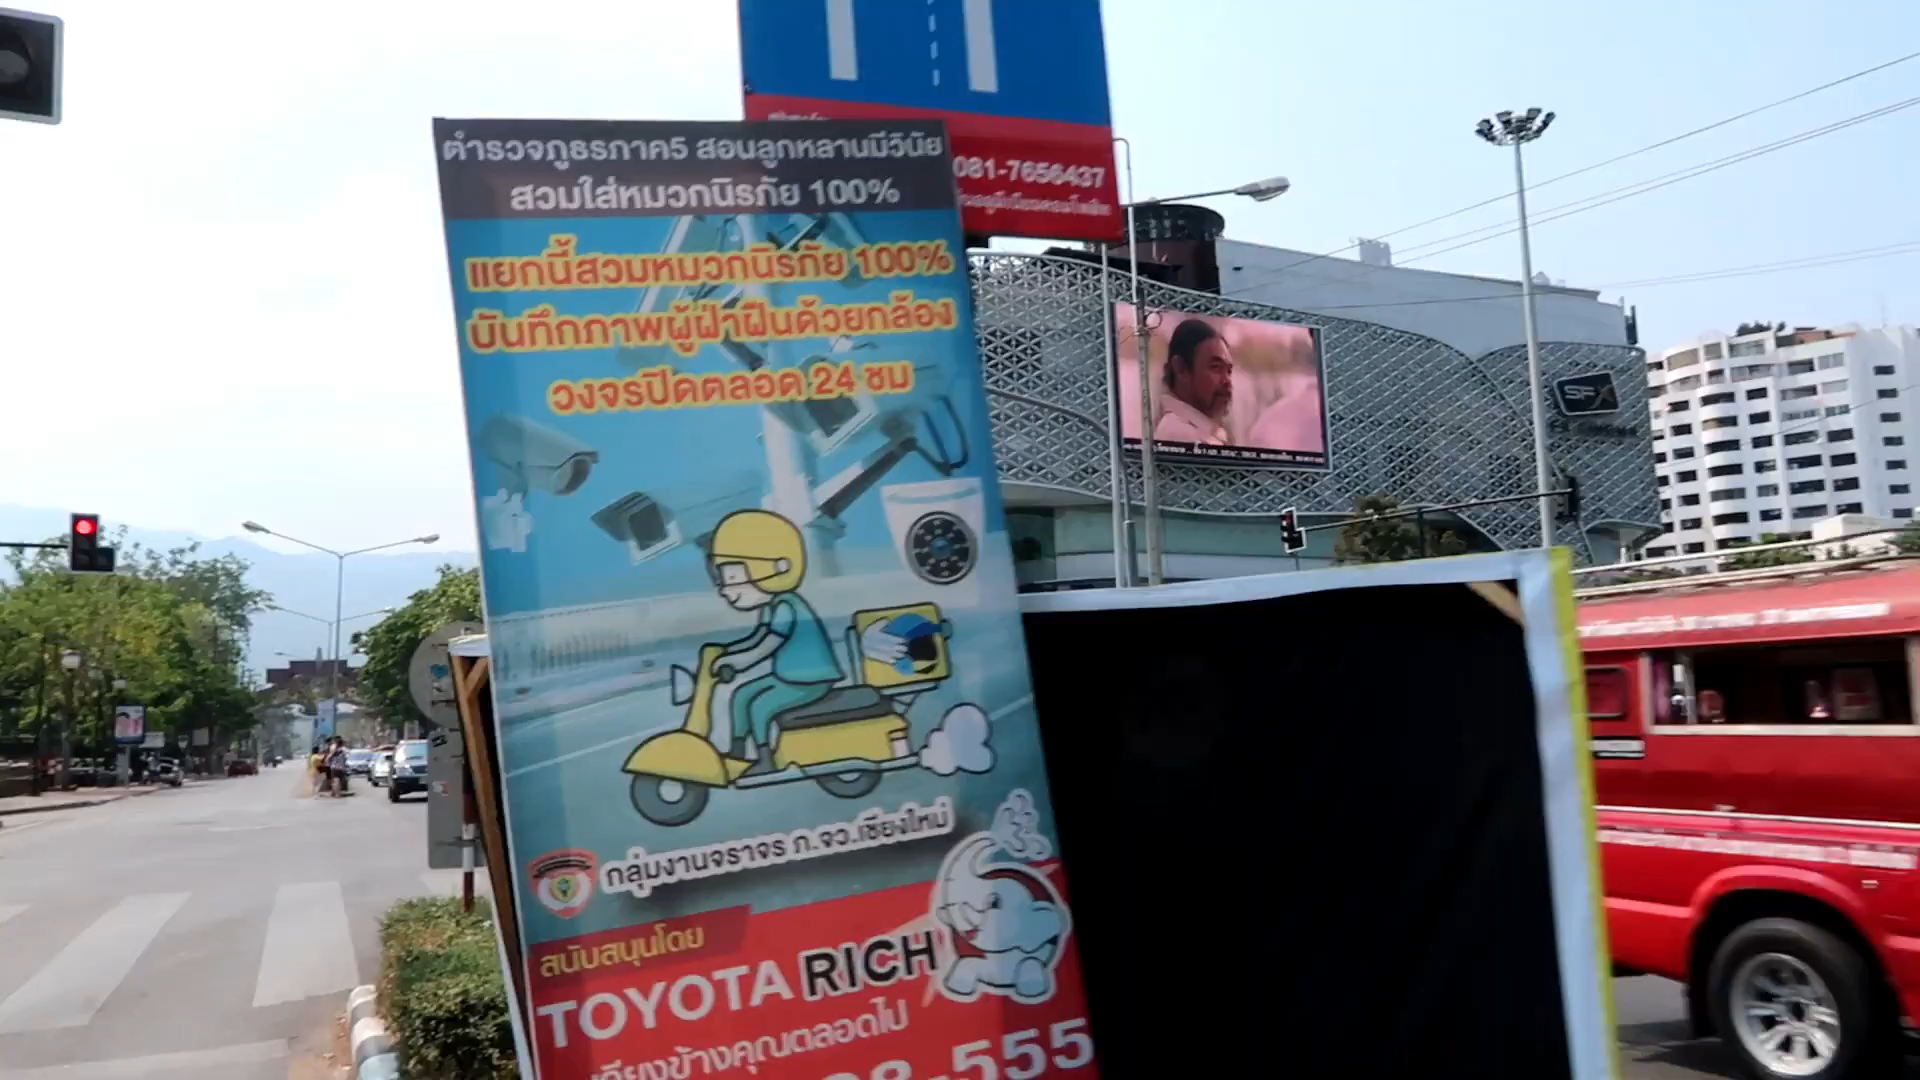 081-7656437
ตำรวจภูธรภาค5 สอนลูกหลานมีวินัย
สวมใส่หมวกนิรภัย 100%
แยกนี้สวมหมวกนิรภัย 100%
บันทึกภาพผู้ฝ่าฝืนด้วยกล้อง
วงจรปิดตลอด 24 ชม
SFX
กลุ่มงานจราจร ภ.จว.เชียงใหม่
สนับสนุนโดย
TOYOTA RICH
เคียงข้างคุณตลอดไป
-555